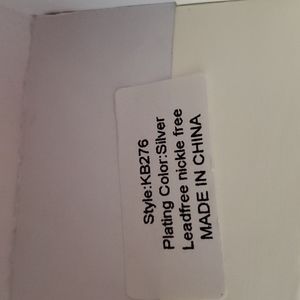 Style:KB276
Plating Color:Silver
Leadfree nickle free
MADE IN CHINA